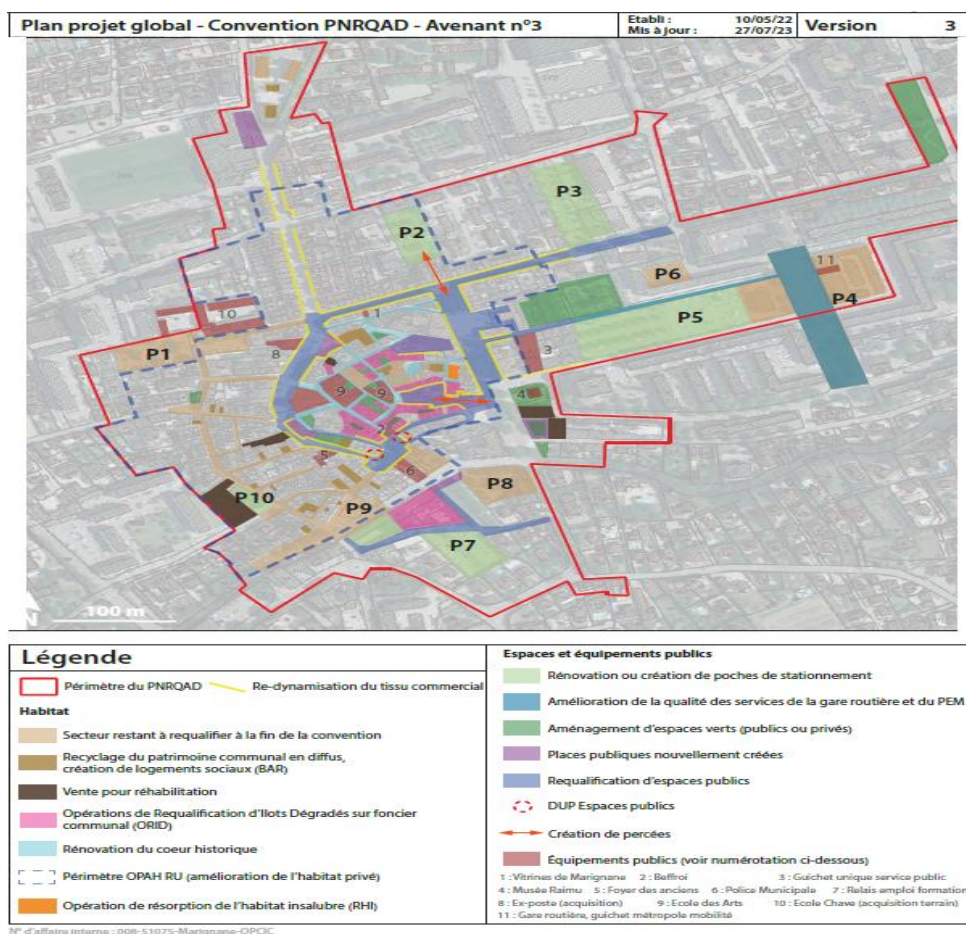 Plan projet global - Convention PNRQAD - Avenant n°3
Etabli : 10/05/22
Mis à jour : 27/07/23
Version 3
P3
P2
11
P6
P4
10
1
P5
P1
8
3
9
9
4
2
5
6
P10
P8
P9
P7
N
100 m
Légende
Périmètre du PNRQAD
Re-dynamisation du tissu commercial
Habitat
Secteur restant à requalifier à la fin de la convention
Recyclage du patrimoine communal en diffus,
création de logements sociaux (BAR)
Vente pour réhabilitation
Opérations de Requalification d'Ilots Dégradés sur foncier
communal (ORID)
Rénovation du coeur historique
Périmètre OPAH RU (amélioration de l'habitat privé)
Opération de résorption de l'habitat insalubre (RHI)
Espaces et équipements publics
Rénovation ou création de poches de stationnement
Amélioration de la qualité des services de la gare routière et du PEM
Aménagement d'espaces verts (publics ou privés)
Places publiques nouvellement créées
Requalification d'espaces publics
DUP Espaces publics
Création de percées
Équipements publics (voir numérotation ci-dessous)
1 : Vitrines de Marignane 2 : Beffroi 3 : Guichet unique service public
4 : Musée Raimu 5 : Foyer des anciens 6 : Police Municipale 7 : Relais emploi formation
8 : Ex-poste (acquisition) 9 : Ecole des Arts 10 : Ecole Chave (acquisition terrain)
11 : Gare routière, guichet métropole mobilité
N° d'affaire interne : 008-51075-Marignane-OPCIC